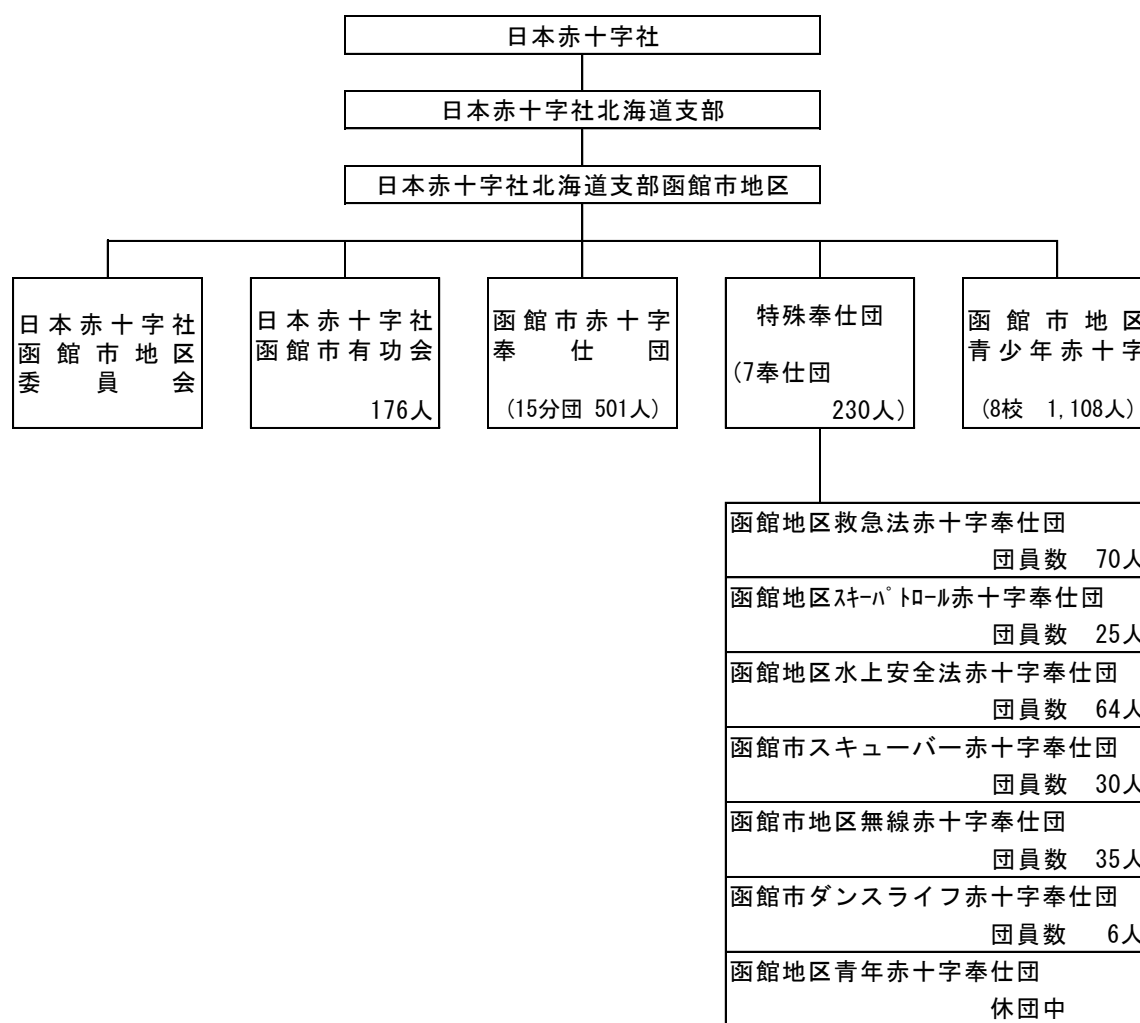 日本赤十字社
日本赤十字社北海道支部
日本赤十字社北海道支部函館市地区
日本赤十字社
函館市地区
委員会
日本赤十字社
函館市有功会
176人
函館市赤十字
奉仕団
(15分団 501人)
特殊奉仕団
(7奉仕団
230人)
函館市地区
青少年赤十字
(8校 1,108人)
函館地区救急法赤十字奉仕団
団員数 70人
函館地区ｽｷｰﾊﾟﾄﾛｰﾙ赤十字奉仕団
団員数 25人
函館地区水上安全法赤十字奉仕団
団員数 64人
函館市スキューバー赤十字奉仕団
団員数 30人
函館市地区無線赤十字奉仕団
団員数 35人
函館市ダンスライフ赤十字奉仕団
団員数 6人
函館地区青年赤十字奉仕団
休団中